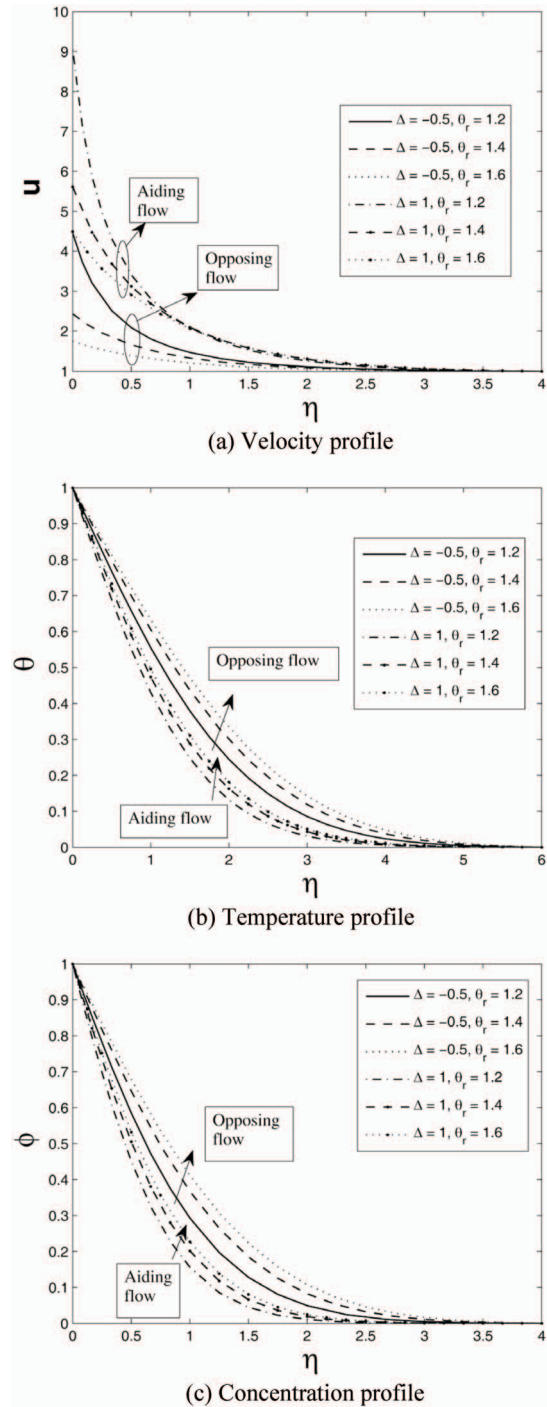 10
9
8
7
6
5
4
3
2
1
u
Δ = −0.5, θr = 1.2
Δ = −0.5, θr = 1.4
Δ = −0.5, θr = 1.6
Δ = 1, θr = 1.2
Δ = 1, θr = 1.4
Δ = 1, θr = 1.6
Aiding
flow
Opposing
flow
0 0.5 1 1.5 2 2.5 3 3.5 4
η
(a) Velocity profile
1
0.9
0.8
0.7
0.6
0.5
0.4
0.3
0.2
0.1
0
θ
Δ = −0.5, θr = 1.2
Δ = −0.5, θr = 1.4
Δ = −0.5, θr = 1.6
Δ = 1, θr = 1.2
Δ = 1, θr = 1.4
Δ = 1, θr = 1.6
Opposing flow
Aiding flow
0 1 2 3 4 5 6
η
(b) Temperature profile
1
0.9
0.8
0.7
0.6
0.5
0.4
0.3
0.2
0.1
0
ϕ
Δ = −0.5, θr = 1.2
Δ = −0.5, θr = 1.4
Δ = −0.5, θr = 1.6
Δ = 1, θr = 1.2
Δ = 1, θr = 1.4
Δ = 1, θr = 1.6
Opposing
flow
Aiding
flow
0 0.5 1 1.5 2 2.5 3 3.5 4
η
(c) Concentration profile